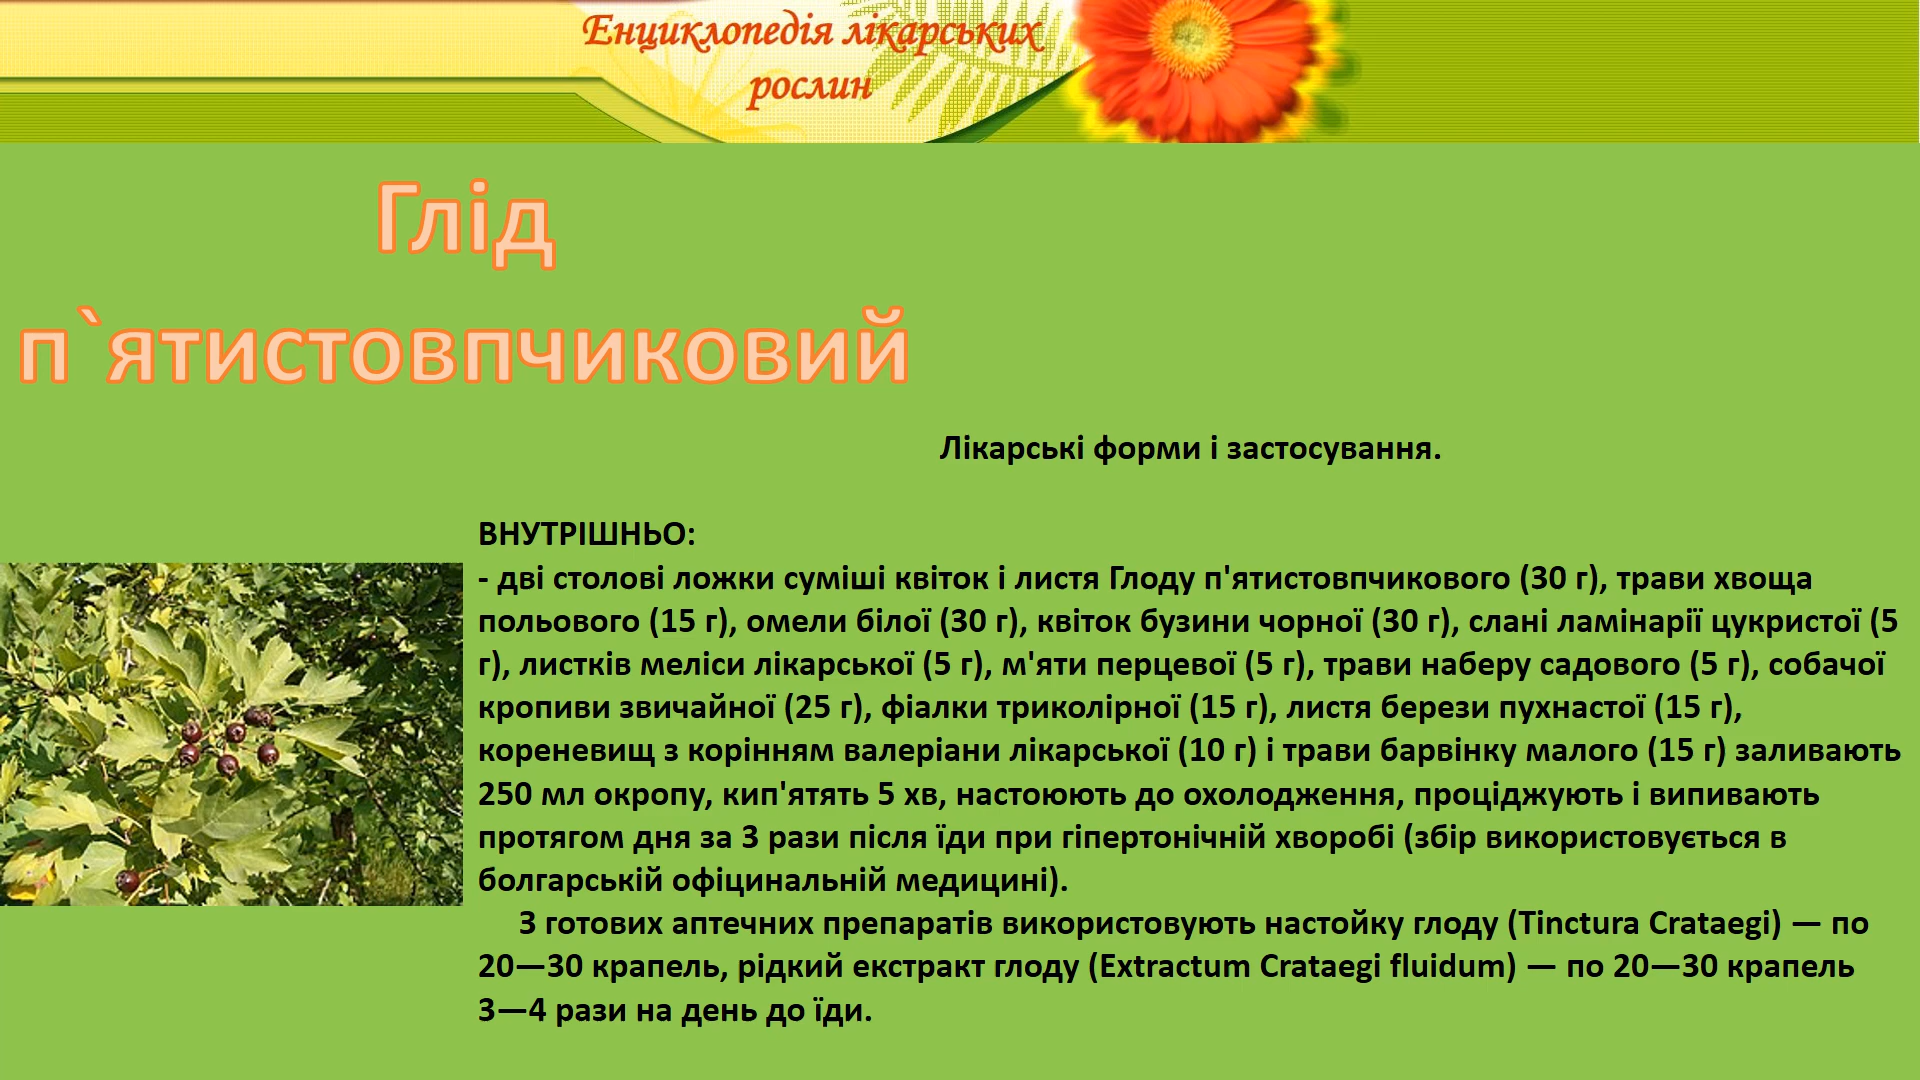 Енциклопедія лікарських
рослин
Глід
п`ятистовпчиковий
Лікарські форми і застосування.
ВНУТРІШНЬО:
- дві столові ложки суміші квіток і листя Глоду п'ятистовпчикового (30 г), трави хвоща
польового (15 г), омели білої (30 г), квіток бузини чорної (30 г), слані ламінарії цукристої (5
г), листків меліси лікарської (5 г), м'яти перцевої (5 г), трави наберу садового (5 г), собачої
кропиви звичайної (25 г), фіалки триколірної (15 г), листя берези пухнастої (15 г),
кореневищ з корінням валеріани лікарської (10 г) і трави барвінку малого (15 г) заливають
250 мл окропу, кип'ятять 5 хв, настоюють до охолодження, проціджують і випивають
протягом дня за 3 рази після їди при гіпертонічній хворобі (збір використовується в
болгарській офіцинальній медицині).
З готових аптечних препаратів використовують настойку глоду (Tinctura Crataegi) — по
20—30 крапель, рідкий екстракт глоду (Extractum Crataegi fluidum) — по 20—30 крапель
3—4 рази на день до їди.